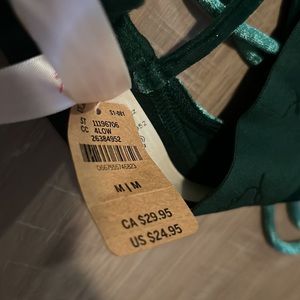 ST 11196706
CC 4LOW
26384952
M | M
CA $29.95
US $24.95